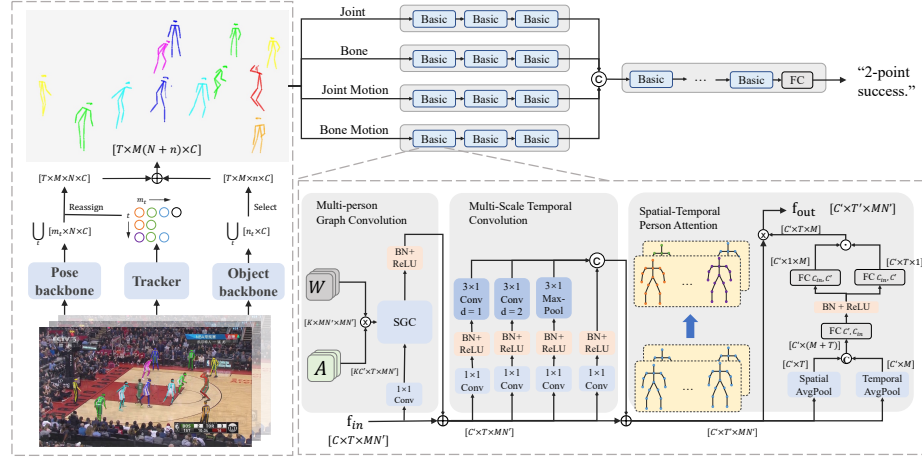 Joint
Basic
Basic
Basic
Bone
Basic
Basic
Basic
Joint Motion
Basic
Basic
Basic
Bone Motion
Basic
Basic
Basic
C
Basic
...
Basic
FC
“2-point
success.”
[T×M(N + n)×C]
[T×M×N×C]
[T×M×n×C]
Reassign
m_t
t
Select
⋃_t [m_t×N×C]
⋃_t [n_t×C]
Pose
backbone
Tracker
Object
backbone
BOS
TOR
Multi-person
Graph Convolution
BN+
ReLU
W
[K×MN'×MN']
SGC
A
[KC'×T×MN']
1×1
Conv
f_in
[C×T×MN']
Multi-Scale Temporal
Convolution
C
3×1
Conv
d = 1
3×1
Conv
d = 2
3×1
Max-
Pool
BN+
ReLU
BN+
ReLU
BN+
ReLU
BN+
ReLU
1×1
Conv
1×1
Conv
1×1
Conv
1×1
Conv
[C'×T×MN']
Spatial-Temporal
Person Attention
...
...
[C'×T'×MN']
f_out [C'×T'×MN']
[C'×T×M]
[C'×1×M]
[C'×T×1]
FC C_in, C'
FC C_in, C'
BN + ReLU
FC C', C_in
[C'×(M + T)]
C
[C'×T]
[C'×M]
Spatial
AvgPool
Temporal
AvgPool